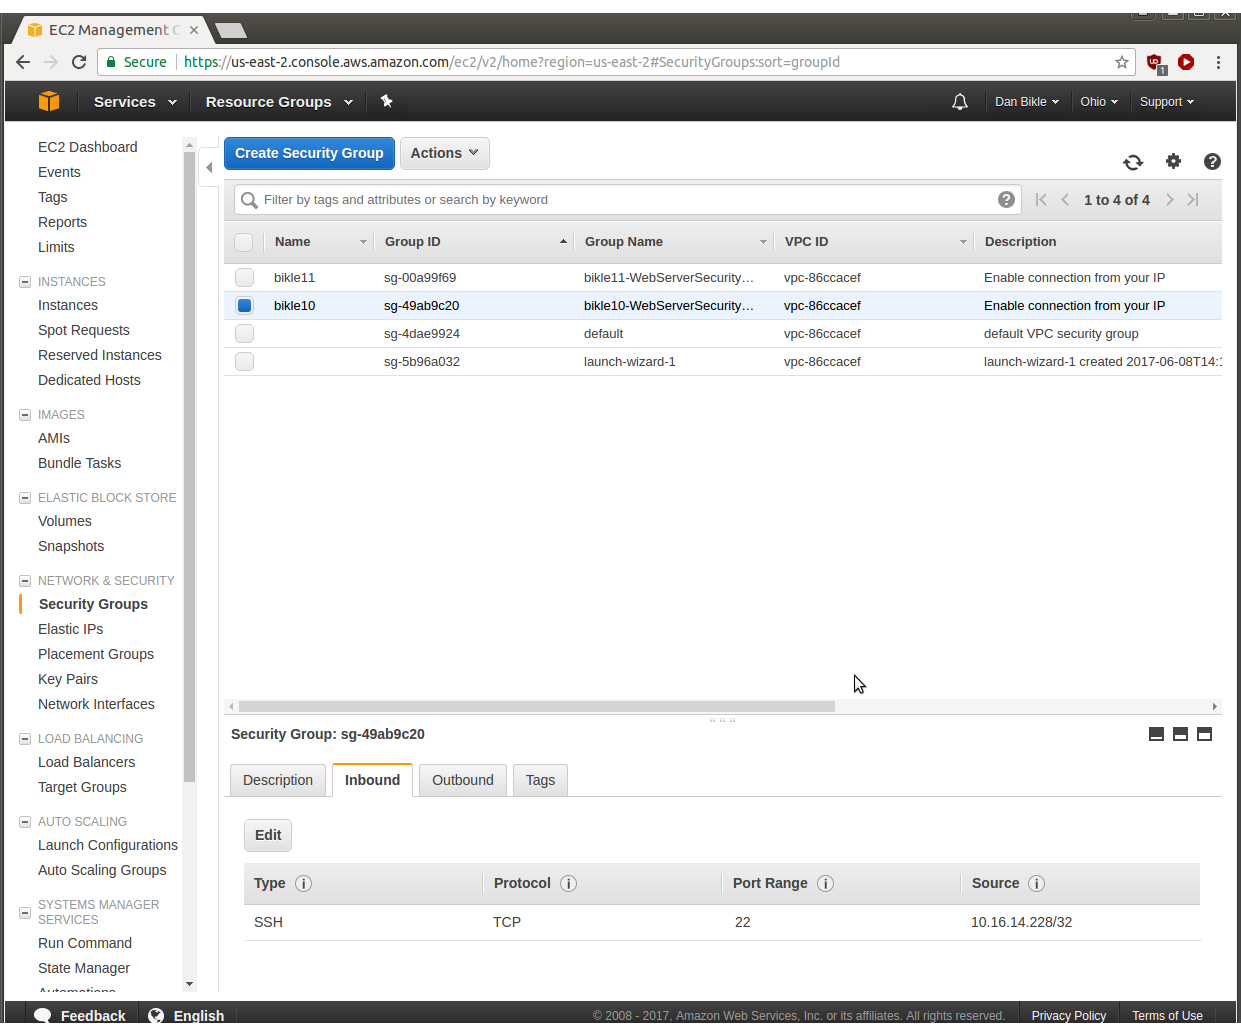 EC2 Management C
Secure https://us-east-2.console.aws.amazon.com/ec2/v2/home?region=us-east-2#SecurityGroups:sort=groupId
1
Services Resource Groups Dan Bikle Ohio Support
EC2 Dashboard
Events
Tags
Reports
Limits
INSTANCES
Instances
Spot Requests
Reserved Instances
Dedicated Hosts
IMAGES
AMIs
Bundle Tasks
ELASTIC BLOCK STORE
Volumes
Snapshots
NETWORK & SECURITY
Security Groups
Elastic IPs
Placement Groups
Key Pairs
Network Interfaces
LOAD BALANCING
Load Balancers
Target Groups
AUTO SCALING
Launch Configurations
Auto Scaling Groups
SYSTEMS MANAGER
SERVICES
Run Command
State Manager
Create Security Group Actions
Filter by tags and attributes or search by keyword 1 to 4 of 4
Name Group ID Group Name VPC ID Description
bikle11 sg-00a99f69 bikle11-WebServerSecurity... vpc-86ccacef Enable connection from your IP
bikle10 sg-49ab9c20 bikle10-WebServerSecurity... vpc-86ccacef Enable connection from your IP
sg-4dae9924 default vpc-86ccacef default VPC security group
sg-5b96a032 launch-wizard-1 vpc-86ccacef launch-wizard-1 created 2017-06-08T14:
Security Group: sg-49ab9c20
Description Inbound Outbound Tags
Edit
Type Protocol Port Range Source
SSH TCP 22 10.16.14.228/32
Feedback English © 2008 - 2017, Amazon Web Services, Inc. or its affiliates. All rights reserved. Privacy Policy Terms of Use